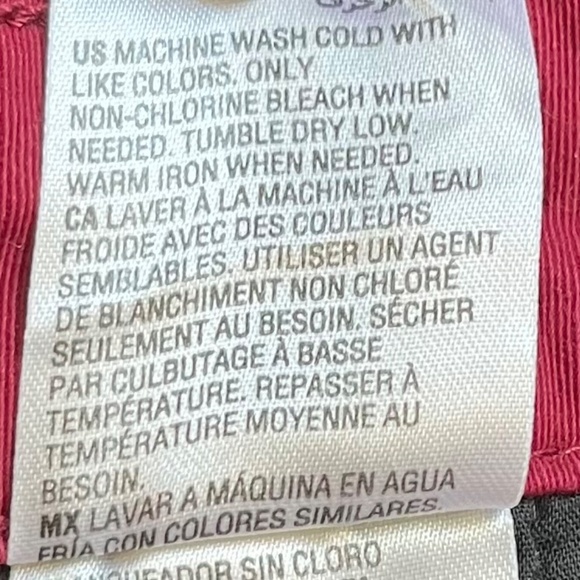 US MACHINE WASH COLD WITH
LIKE COLORS. ONLY
NON-CHLORINE BLEACH WHEN
NEEDED. TUMBLE DRY LOW.
WARM IRON WHEN NEEDED.
CA LAVER À LA MACHINE À L'EAU
FROIDE AVEC DES COULEURS
SEMBLABLES. UTILISER UN AGENT
DE BLANCHIMENT NON CHLORÉ
SEULEMENT AU BESOIN. SÉCHER
PAR CULBUTAGE À BASSE
TEMPÉRATURE. REPASSER À
TEMPÉRATURE MOYENNE AU
BESOIN.
MX LAVAR A MÁQUINA EN AGUA
FRÍA CON COLORES SIMILARES.
SIN CLORO